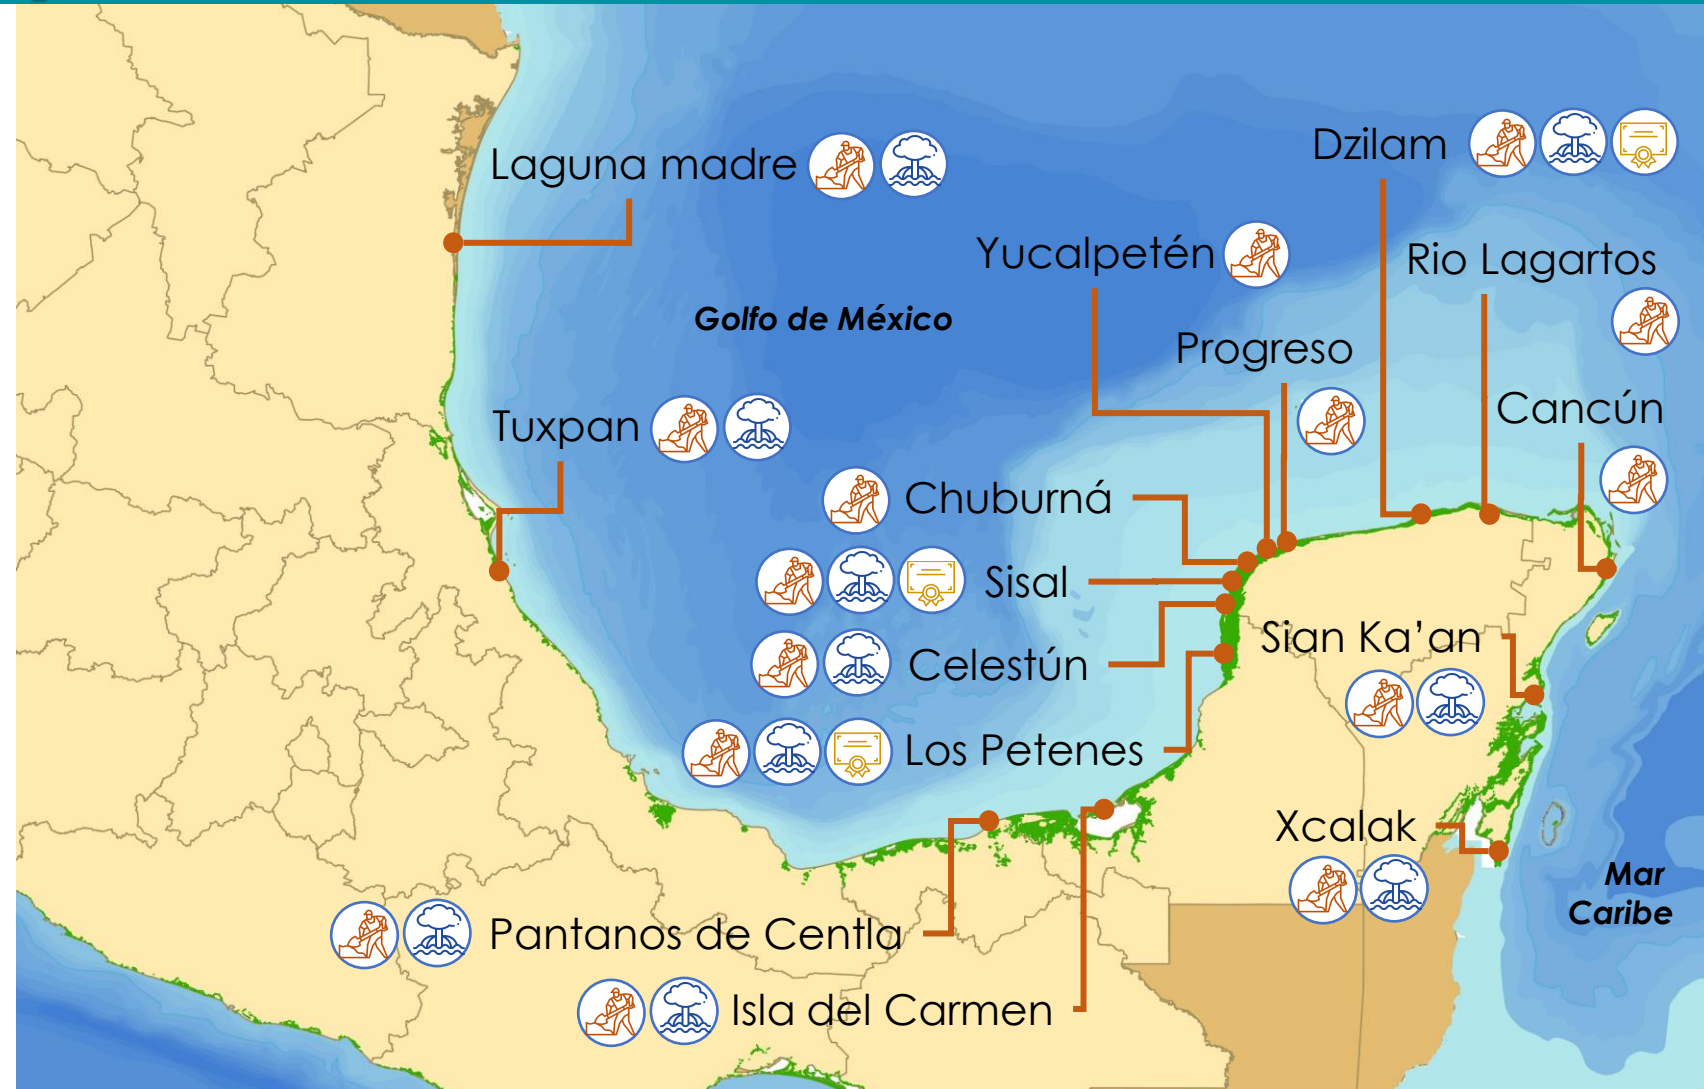 Laguna madre
Dzilam
Yucalpetén
Rio Lagartos
Golfo de México
Progreso
Cancún
Tuxpan
Chuburná
Sisal
Sian Ka’an
Celestún
Los Petenes
Xcalak
Mar
Caribe
Pantanos de Centla
Isla del Carmen